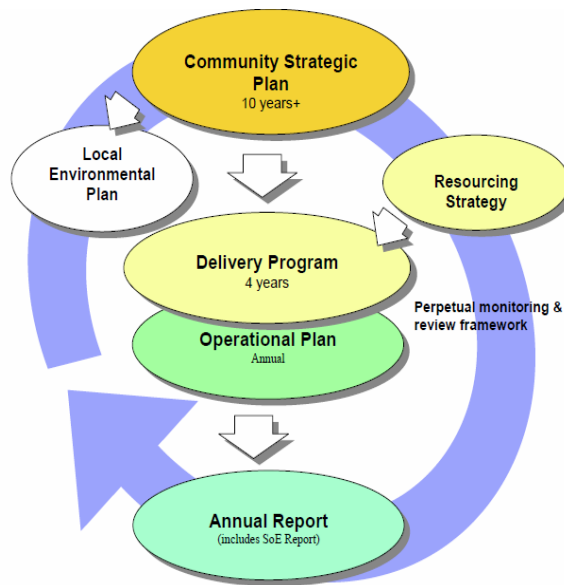 Community Strategic
Plan
10 years+
Local
Environmental
Plan
Resourcing
Strategy
Delivery Program
4 years
Perpetual monitoring &
review framework
Operational Plan
Annual
Annual Report
(includes SoE Report)